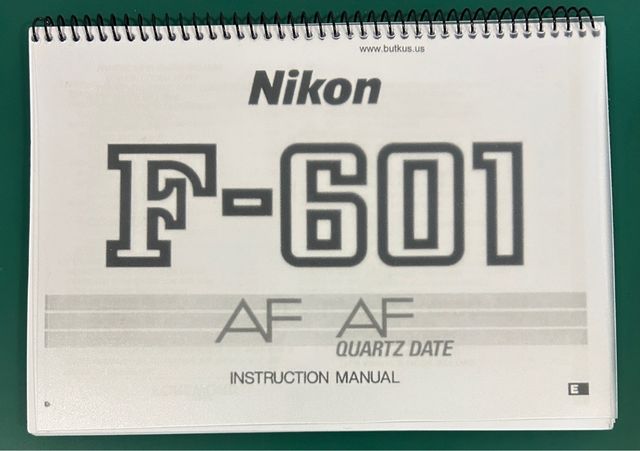 www.butkus.us
Nikon
F-601
AF AF
QUARTZ DATE
INSTRUCTION MANUAL
E